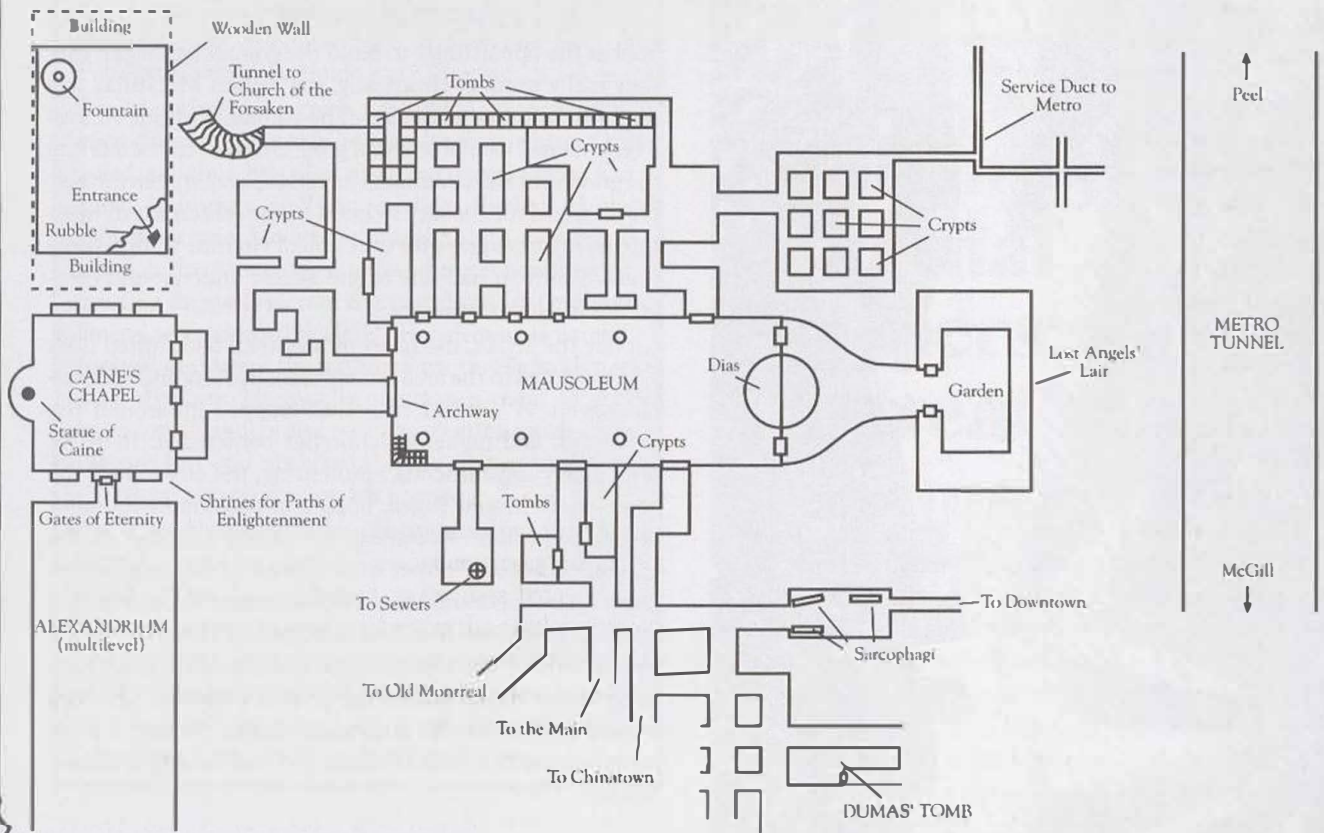 Building
Wooden Wall
Tunnel to
Church of the
Forsaken
Fountain
Tombs
Service Duct to
Metro
Peel
Crypts
Entrance
Rubble
Building
Crypts
Crypts
METRO
TUNNEL
Lost Angels'
Lair
Garden
Dias
MAUSOLEUM
CAINE'S
CHAPEL
Statue of
Caine
Archway
Crypts
Shrines for Paths of
Enlightenment
Gates of Eternity
Tombs
To Sewers
McGill
To Downtown
Sarcophagi
ALEXANDRIUM
(multilevel)
To Old Montreal
To the Main
To Chinatown
DUMAS' TOMB